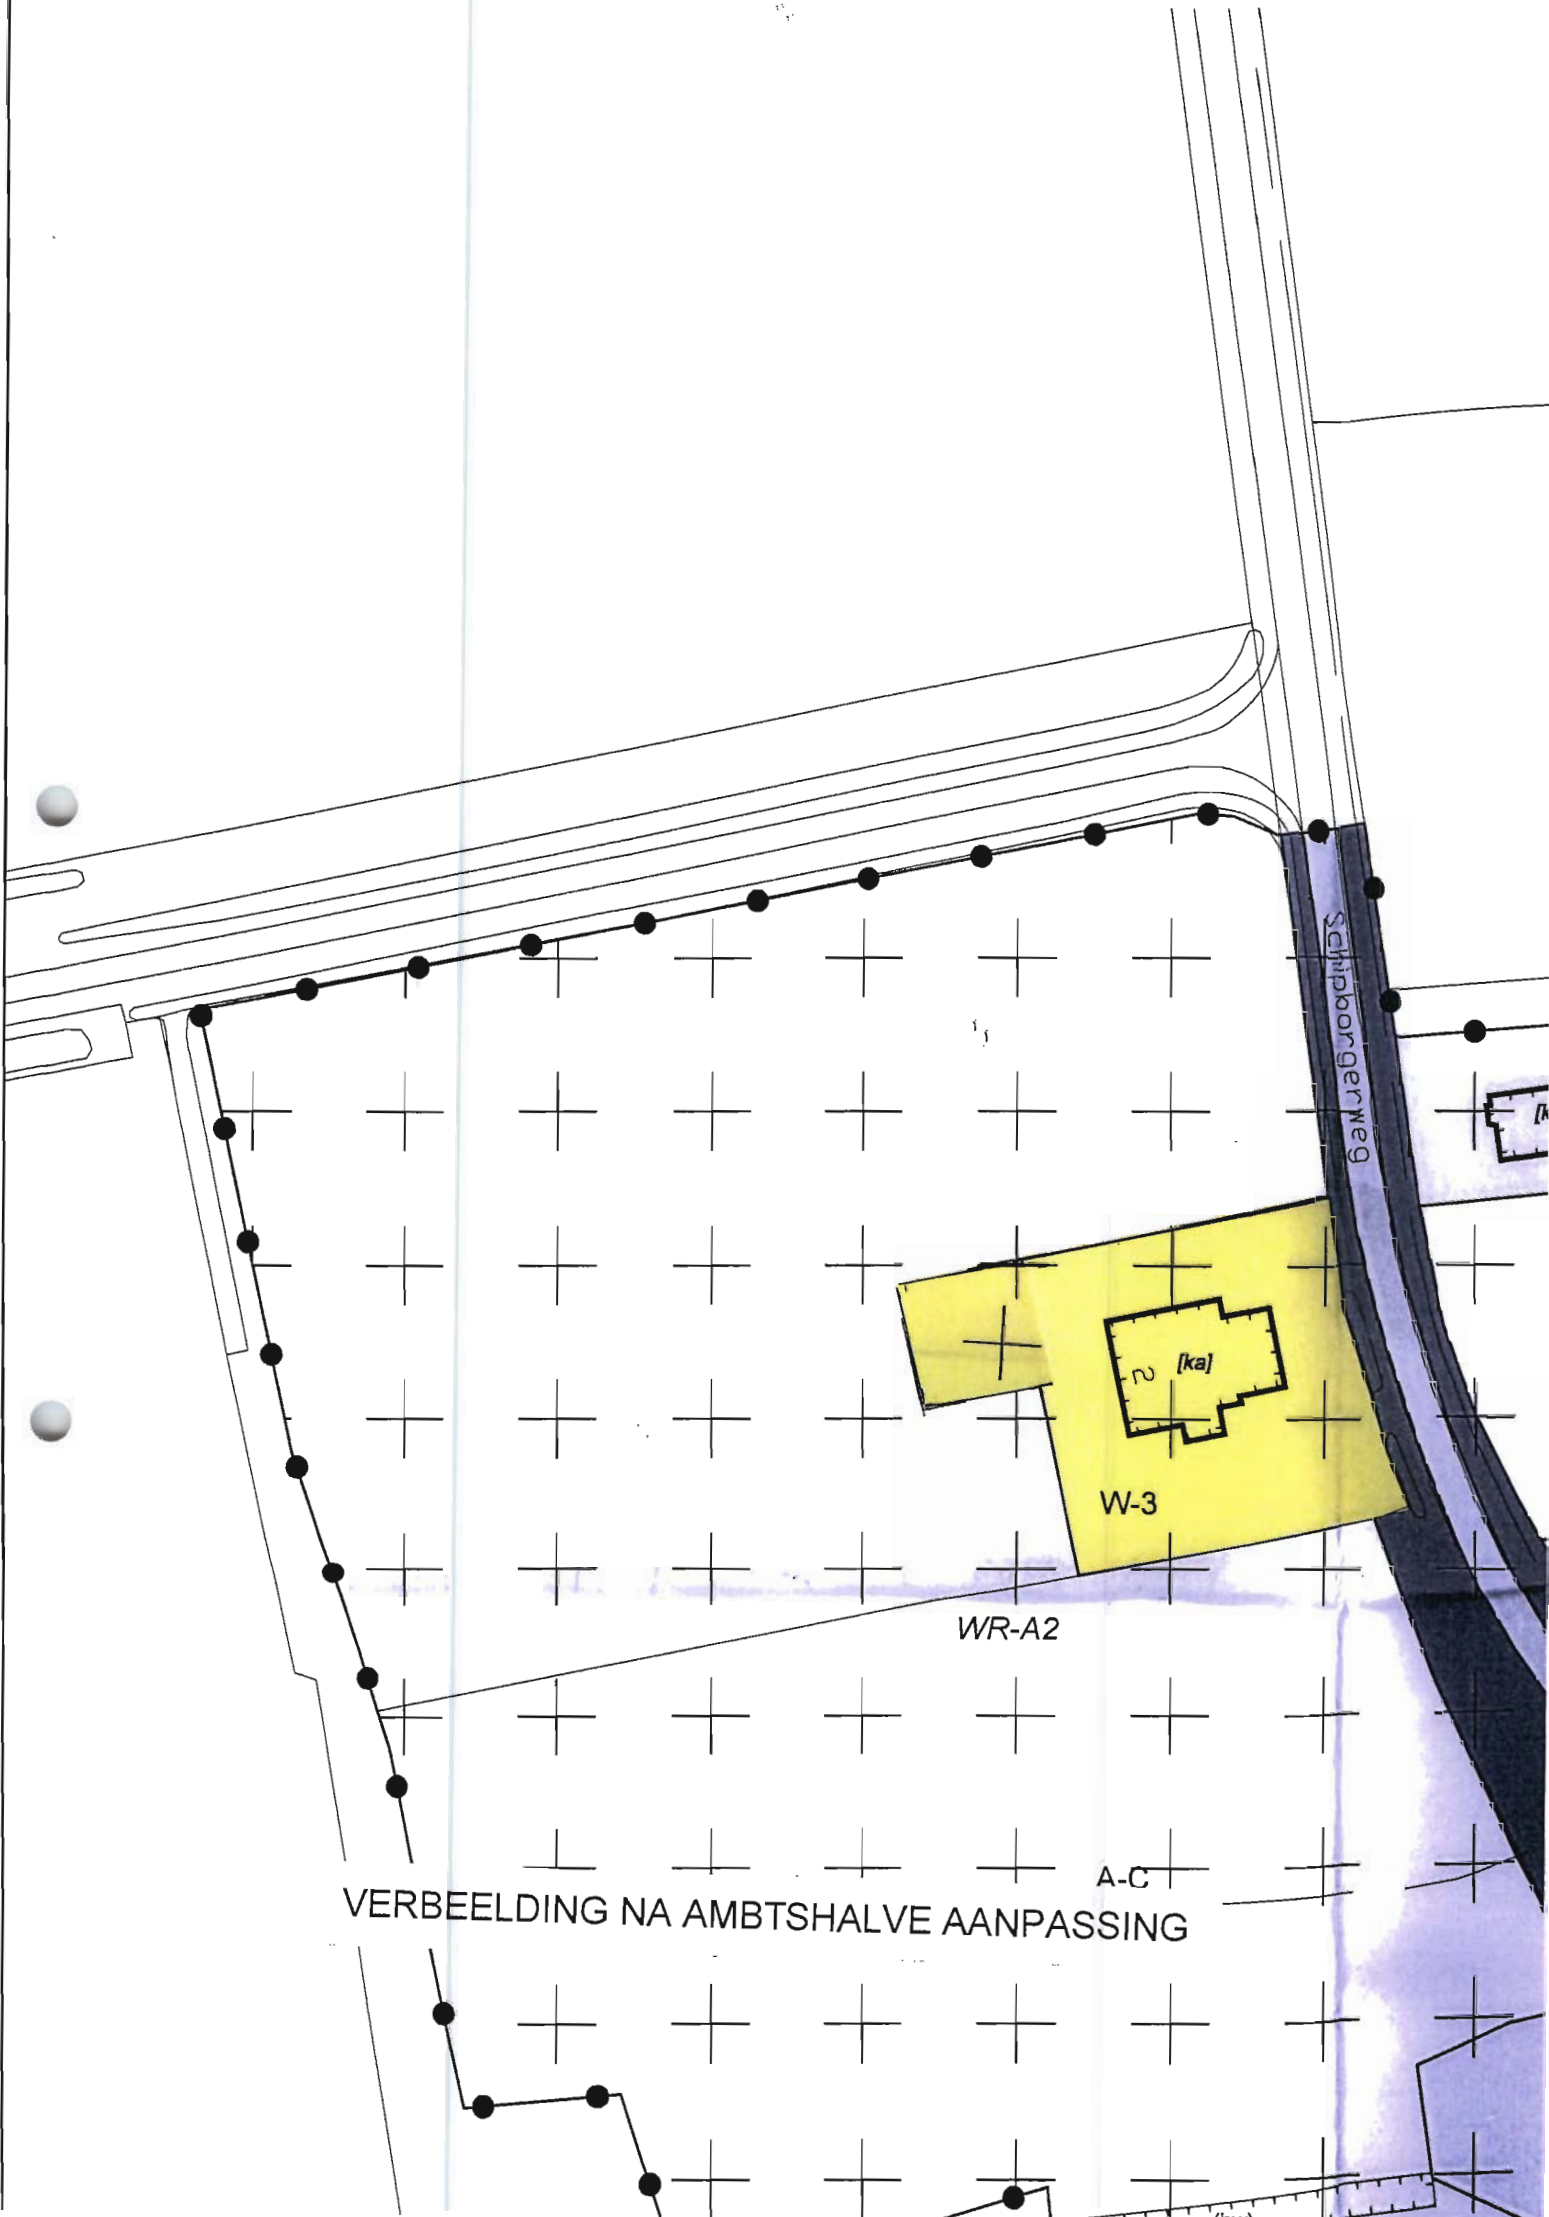 Schipborgerweg
[k
2
[ka]
W-3
WR-A2
A-C
VERBEELDING NA AMBTSHALVE AANPASSING